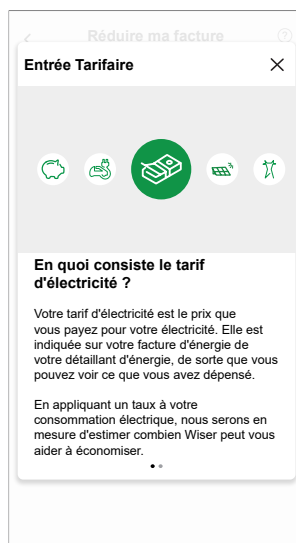 Réduire ma facture
Entrée Tarifaire
En quoi consiste le tarif
d'électricité ?
Votre tarif d'électricité est le prix que
vous payez pour votre électricité. Elle est
indiquée sur votre facture d'énergie de
votre détaillant d'énergie, de sorte que vous
pouvez voir ce que vous avez dépensé.
En appliquant un taux à votre
consommation électrique, nous serons en
mesure d'estimer combien Wiser peut vous
aider à économiser.